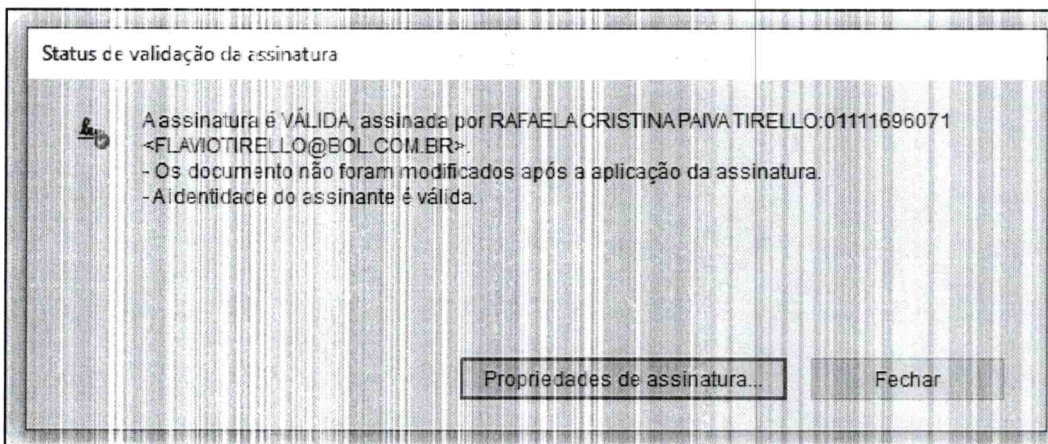 Status de validação da assinatura
A assinatura é VÁLIDA, assinada por RAFAELA CRISTINA PAIVA TIRELLO:01111696071
<FLAVIOTIRELLO@BOL.COM.BR>.
- Os documento não foram modificados após a aplicação da assinatura.
- A identidade do assinante é válida.
Propriedades de assinatura...
Fechar